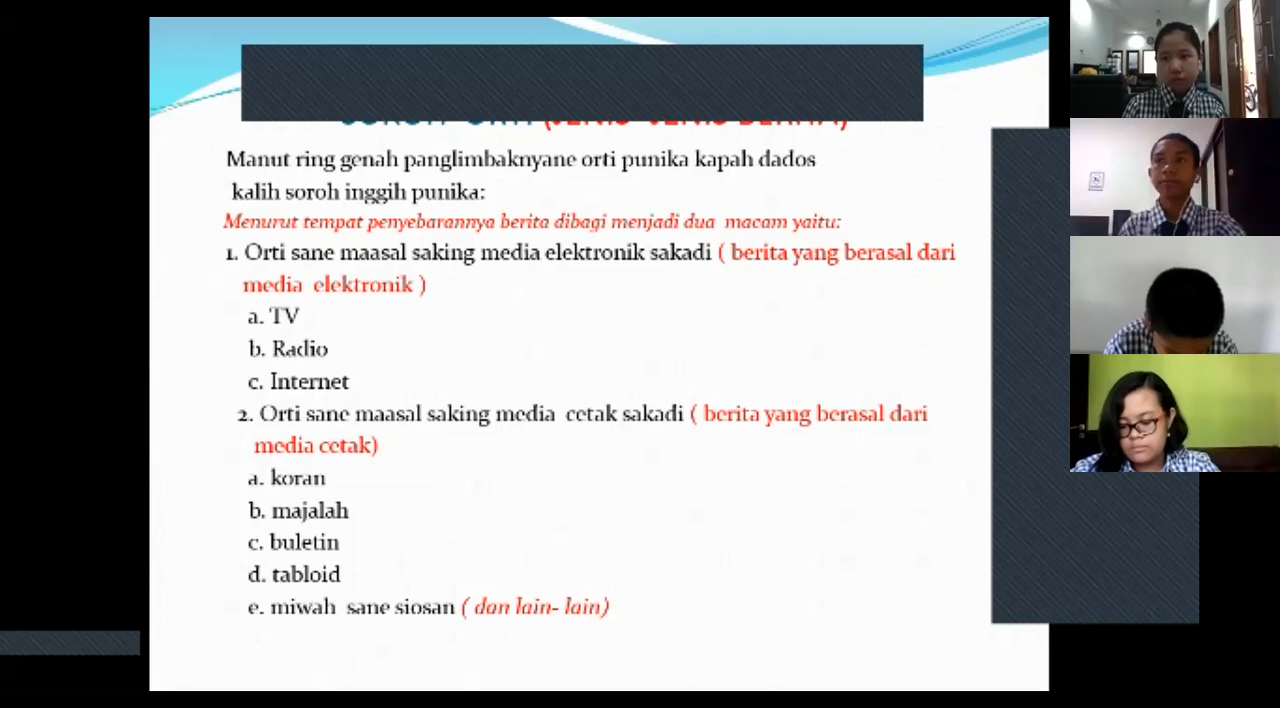 Manut ring genah panglimbaknyane orti punika kapah dados
kalih soroh inggih punika:
Menurut tempat penyebarannya berita dibagi menjadi dua macam yaitu:
1. Orti sane maasal saking media elektronik sakadi ( berita yang berasal dari
media elektronik )
a. TV
b. Radio
c. Internet
2. Orti sane maasal saking media cetak sakadi ( berita yang berasal dari
media cetak)
a. koran
b. majalah
c. buletin
d. tabloid
e. miwah sane siosan ( dan lain- lain)